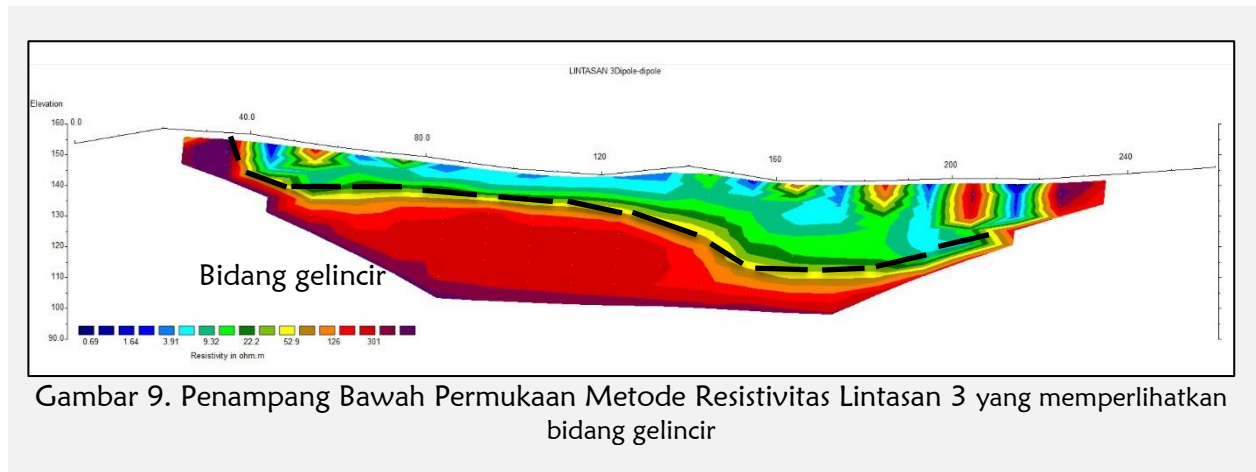 LINTASAN 3Dipole-dipole
Elevation
0.0
40.0
80.0
120
160
200
240
160
150
140
130
120
110
100
90.0
Bidang gelincir
0.69 1.64 3.91 9.32 22.2 52.9 126 301
Resistivity in ohm.m
Gambar 9. Penampang Bawah Permukaan Metode Resistivitas Lintasan 3 yang memperlihatkan
bidang gelincir